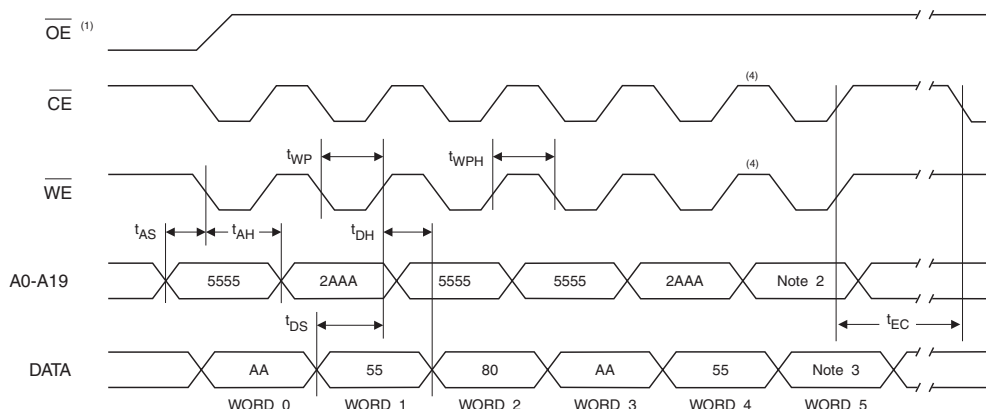 OE (1)
CE (4)
tWP tWPH
WE (4)
tAS tAH tDH
A0-A19 5555 2AAA 5555 5555 2AAA Note 2
tDS tEC
DATA AA 55 80 AA 55 Note 3
WORD 0 WORD 1 WORD 2 WORD 3 WORD 4 WORD 5